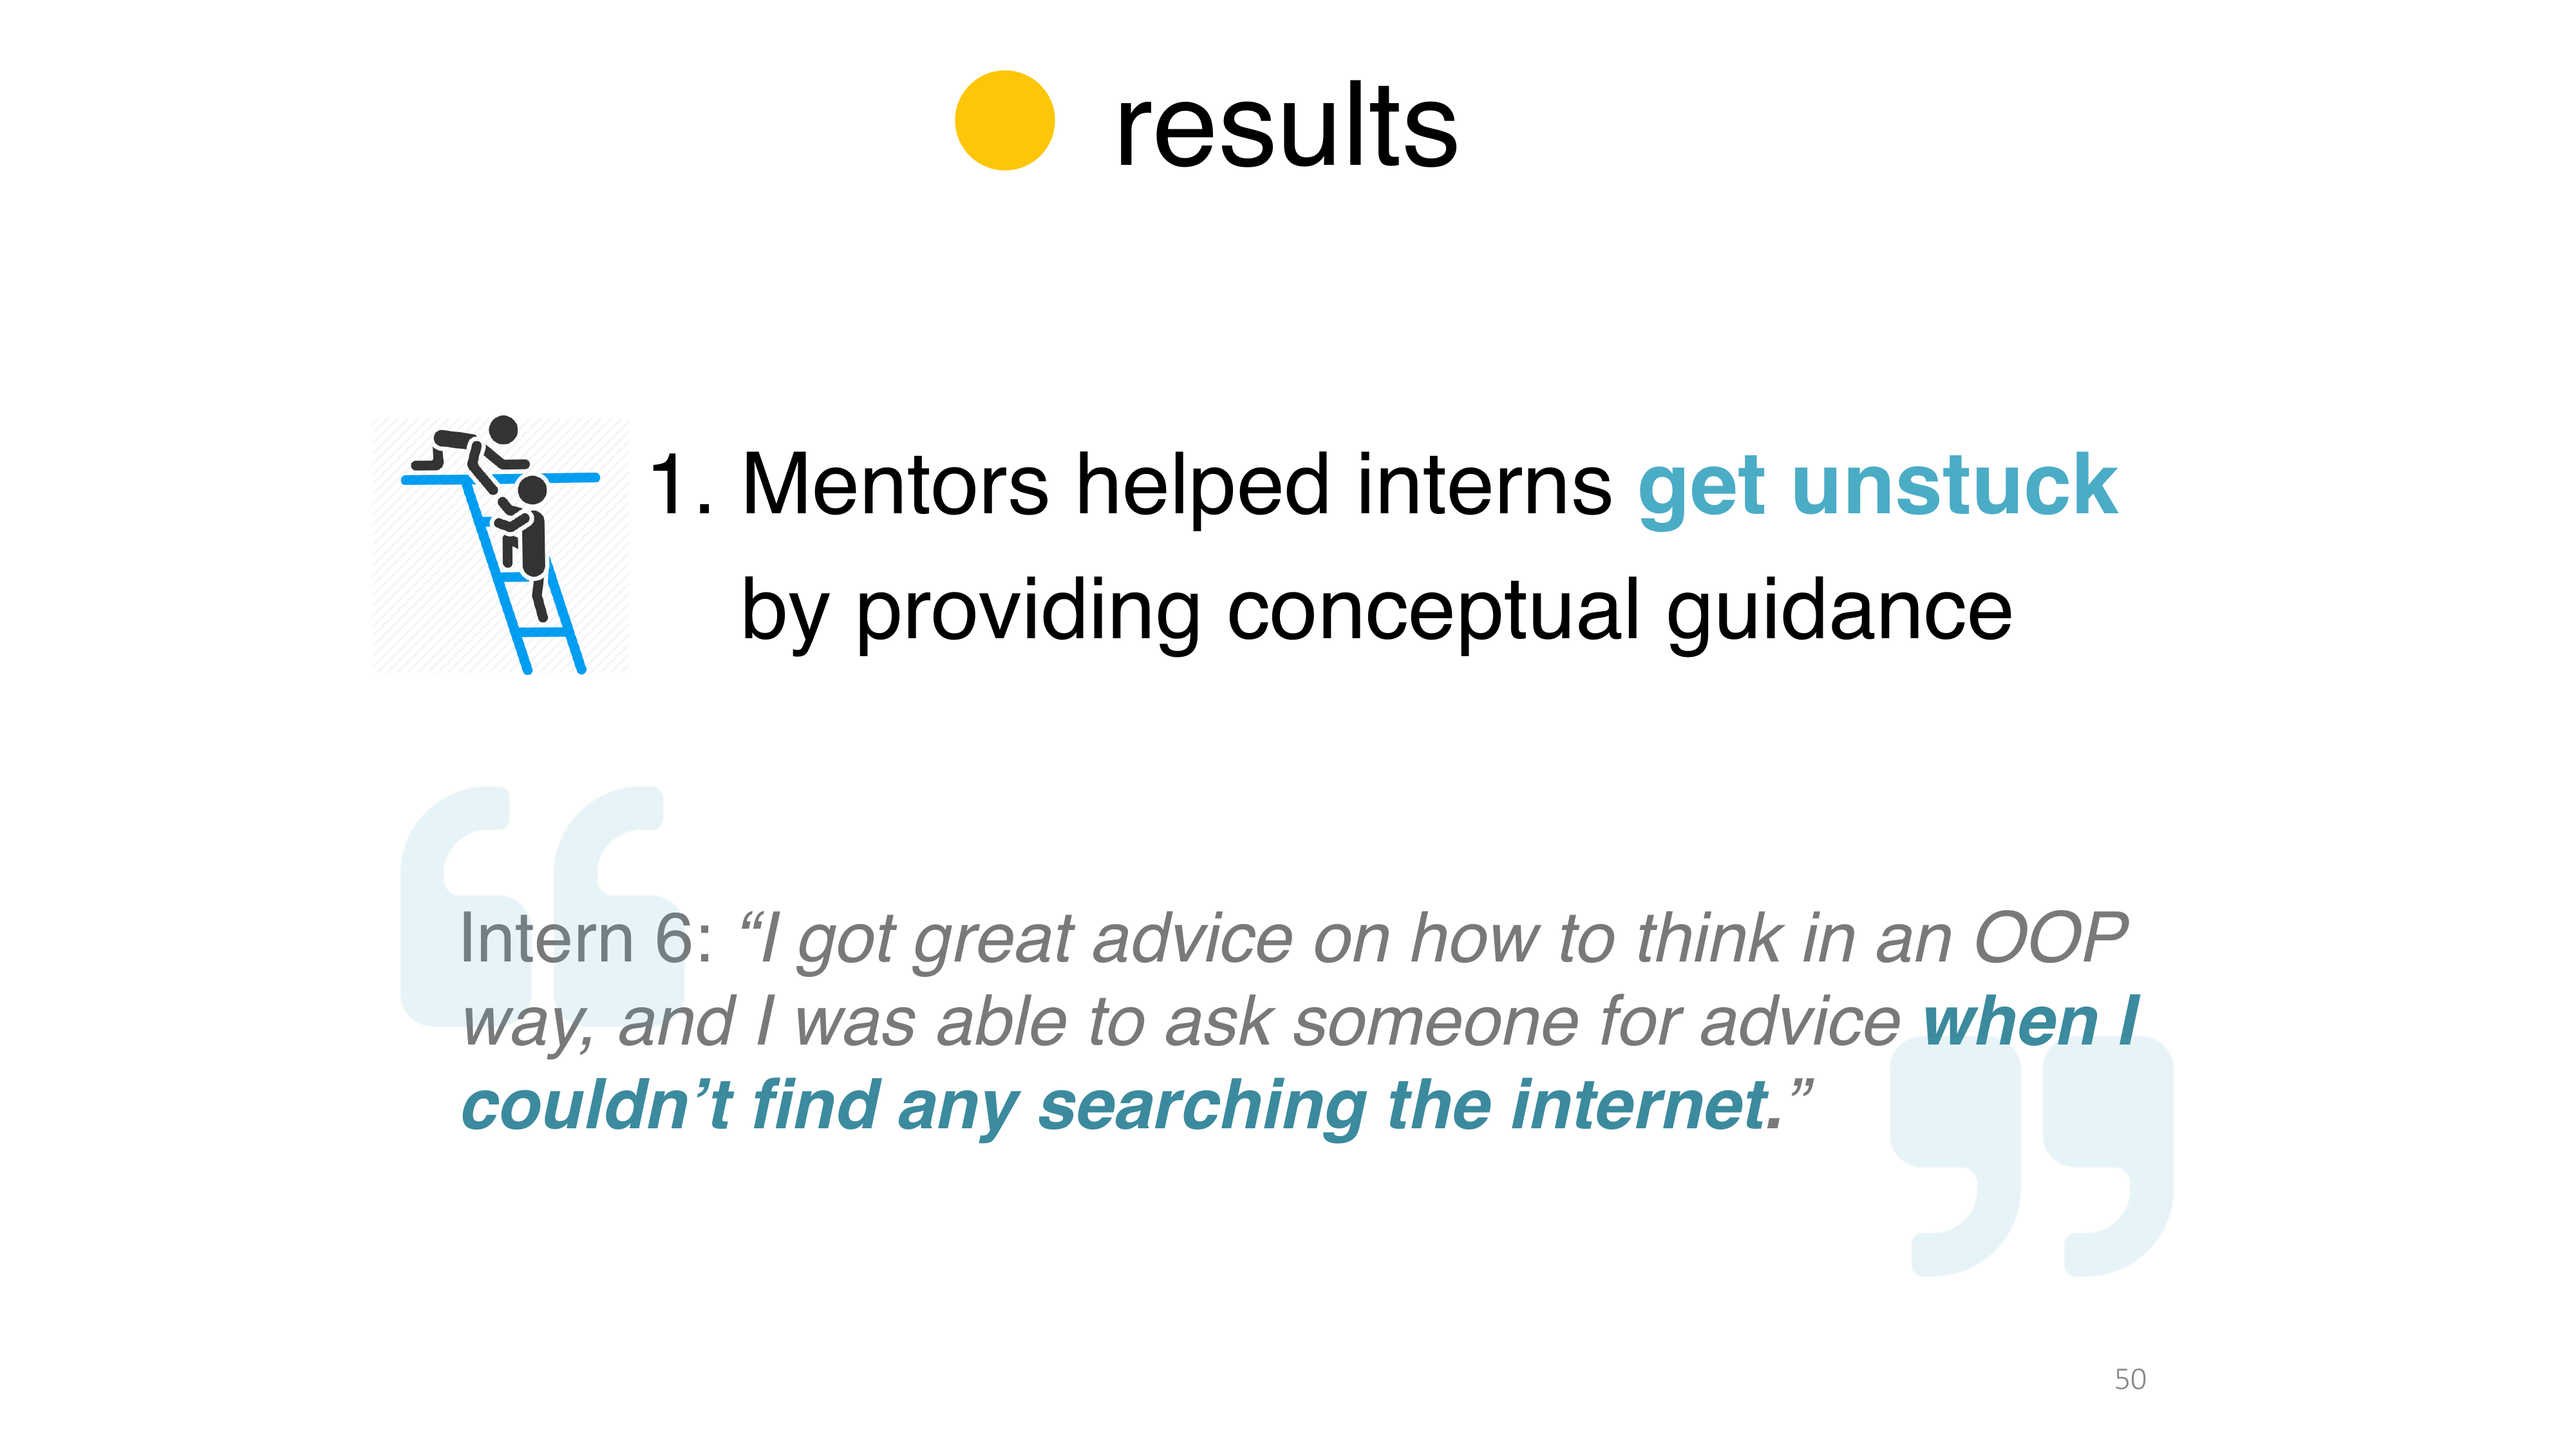 results
1. Mentors helped interns get unstuck
by providing conceptual guidance
Intern 6: “I got great advice on how to think in an OOP
way, and I was able to ask someone for advice when I
couldn’t find any searching the internet.”
50